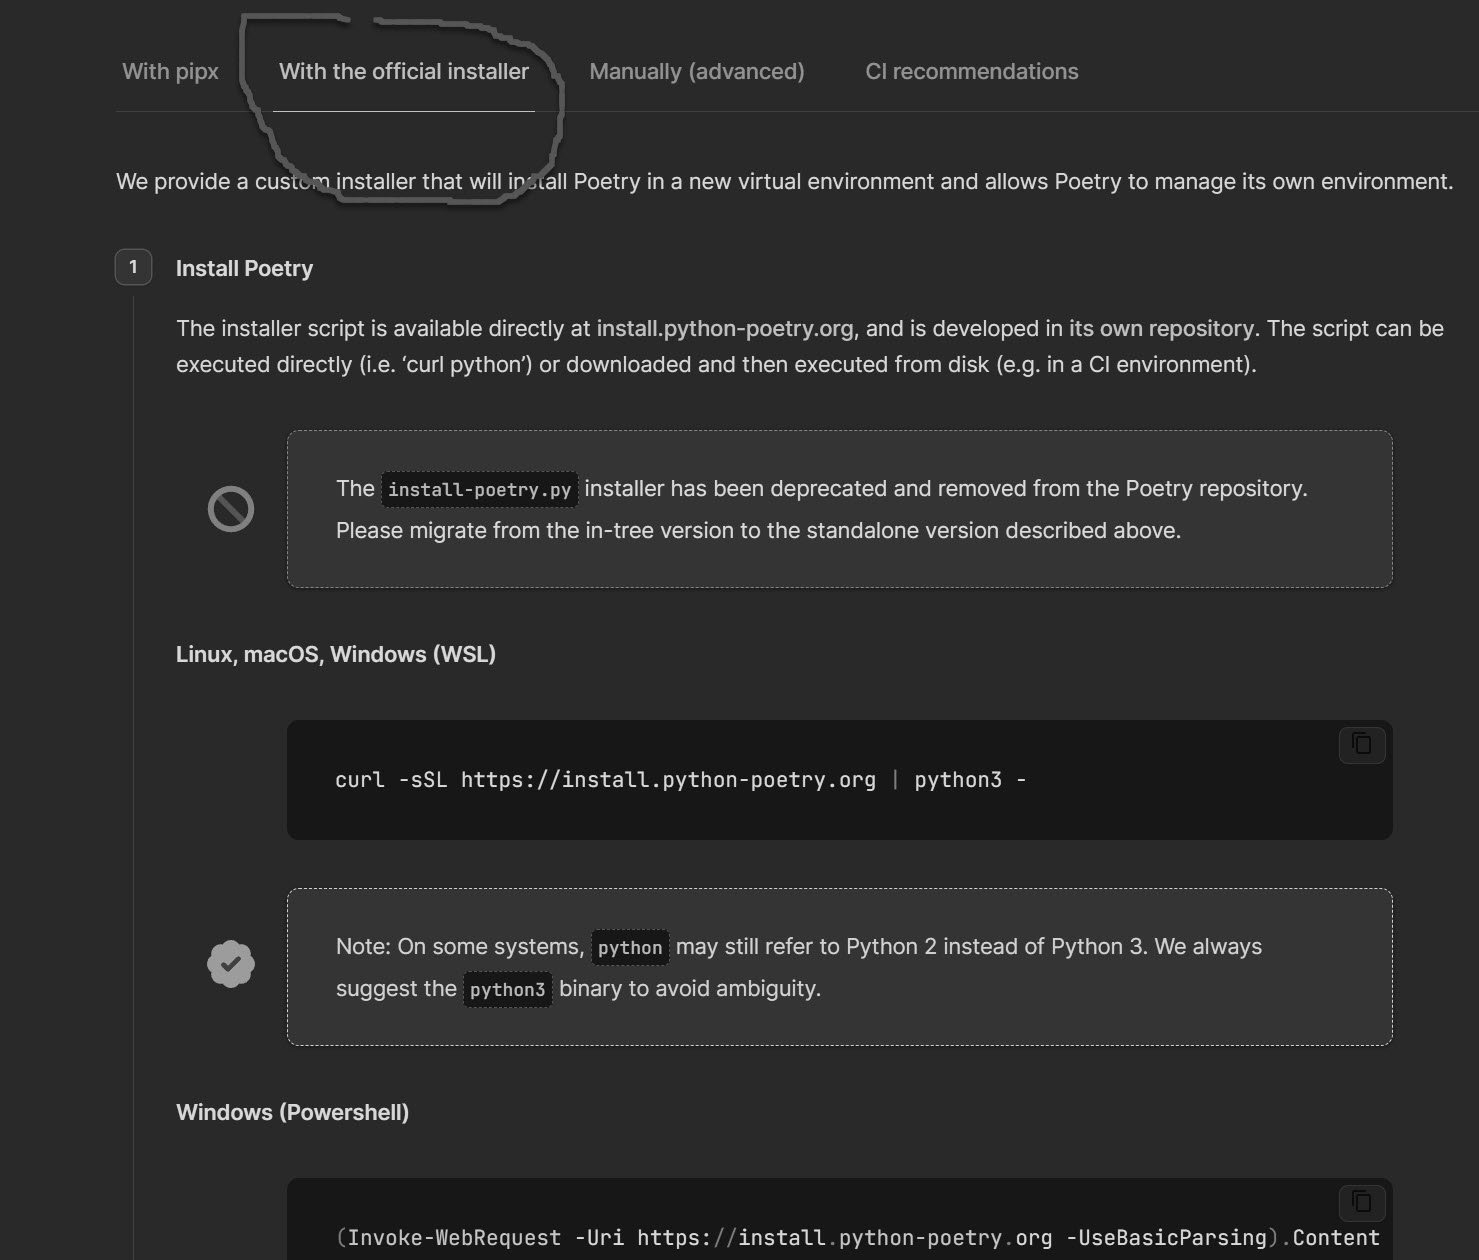 With pipx With the official installer Manually (advanced) CI recommendations
We provide a custom installer that will install Poetry in a new virtual environment and allows Poetry to manage its own environment.
1 Install Poetry
The installer script is available directly at install.python-poetry.org, and is developed in its own repository. The script can be
executed directly (i.e. ‘curl python’) or downloaded and then executed from disk (e.g. in a CI environment).
The install-poetry.py installer has been deprecated and removed from the Poetry repository.
Please migrate from the in-tree version to the standalone version described above.
Linux, macOS, Windows (WSL)
curl -sSL https://install.python-poetry.org | python3 -
Note: On some systems, python may still refer to Python 2 instead of Python 3. We always
suggest the python3 binary to avoid ambiguity.
Windows (Powershell)
(Invoke-WebRequest -Uri https://install.python-poetry.org -UseBasicParsing).Content